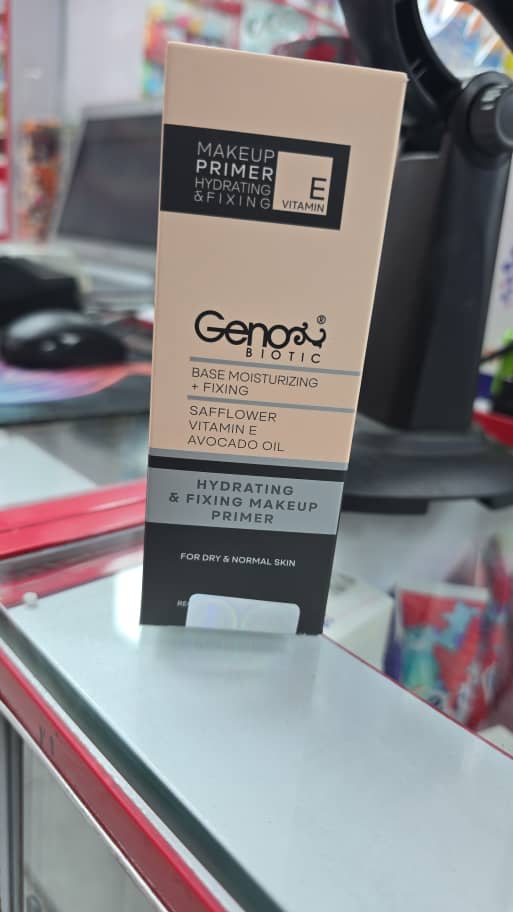 MAKEUP
PRIMER
HYDRATING
& FIXING
E
VITAMIN
Geno ®
BIOTIC
BASE MOISTURIZING
+ FIXING
SAFFLOWER
VITAMIN E
AVOCADO OIL
HYDRATING
& FIXING MAKEUP
PRIMER
FOR DRY & NORMAL SKIN